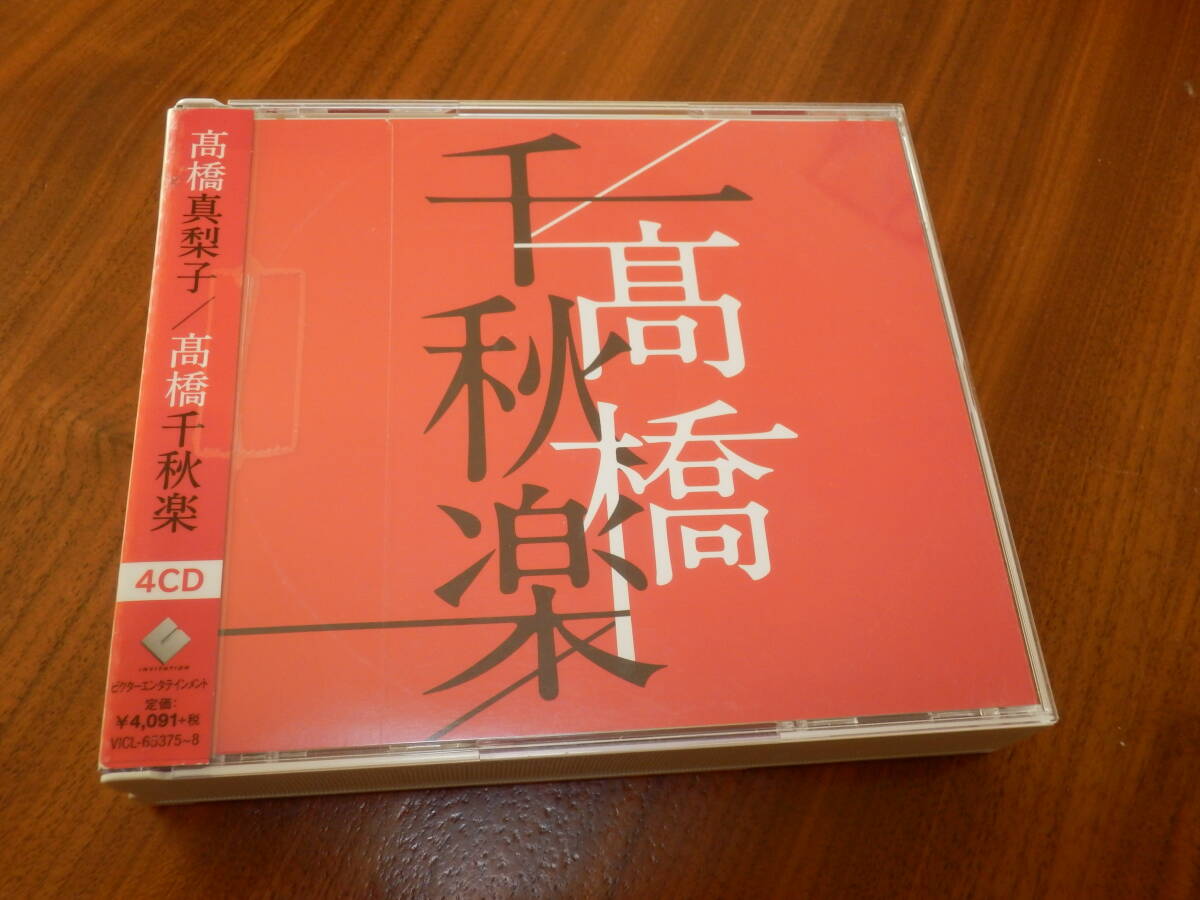 髙橋真梨子／髙橋千秋楽
4CD
INVITATION
ビクターエンタテインメント
定価:
¥4,091+税
VICL-65375~8
髙橋
千秋楽